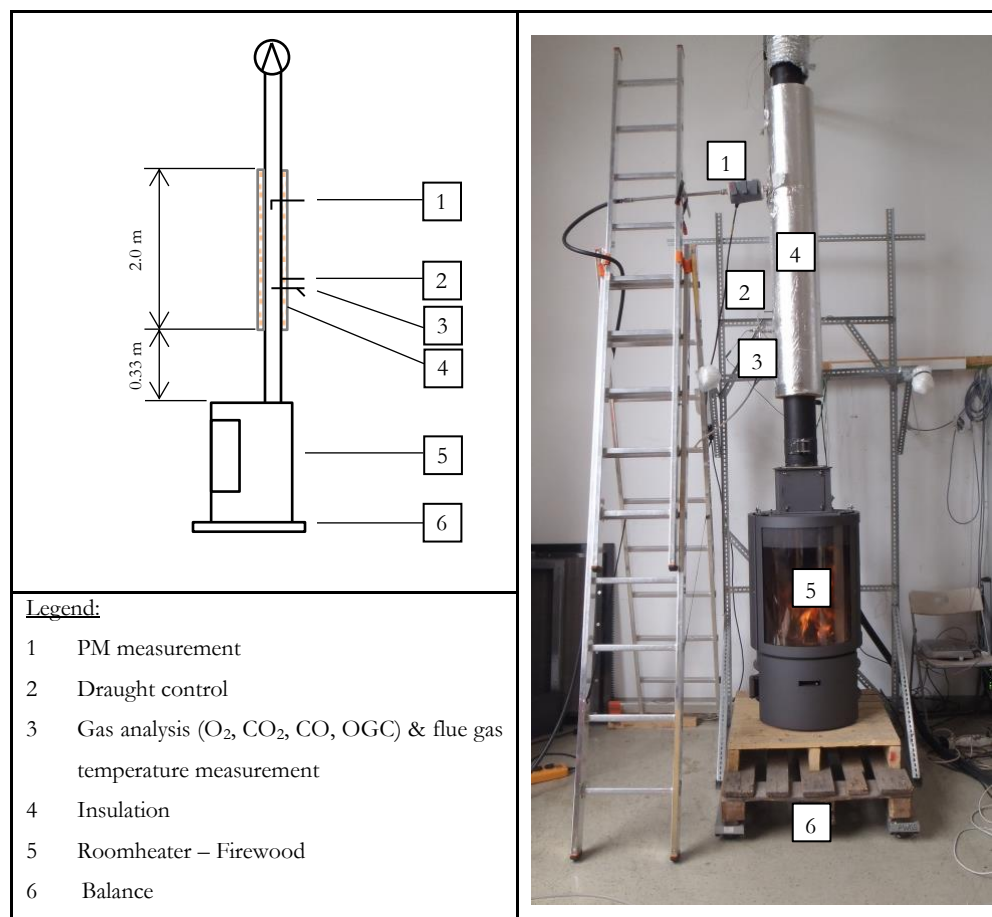 2.0 m
0.33 m
1
2
3
4
5
6
Legend:
1 PM measurement
2 Draught control
3 Gas analysis (O₂, CO₂, CO, OGC) & flue gas
temperature measurement
4 Insulation
5 Roomheater – Firewood
6 Balance
1
4
2
3
5
6